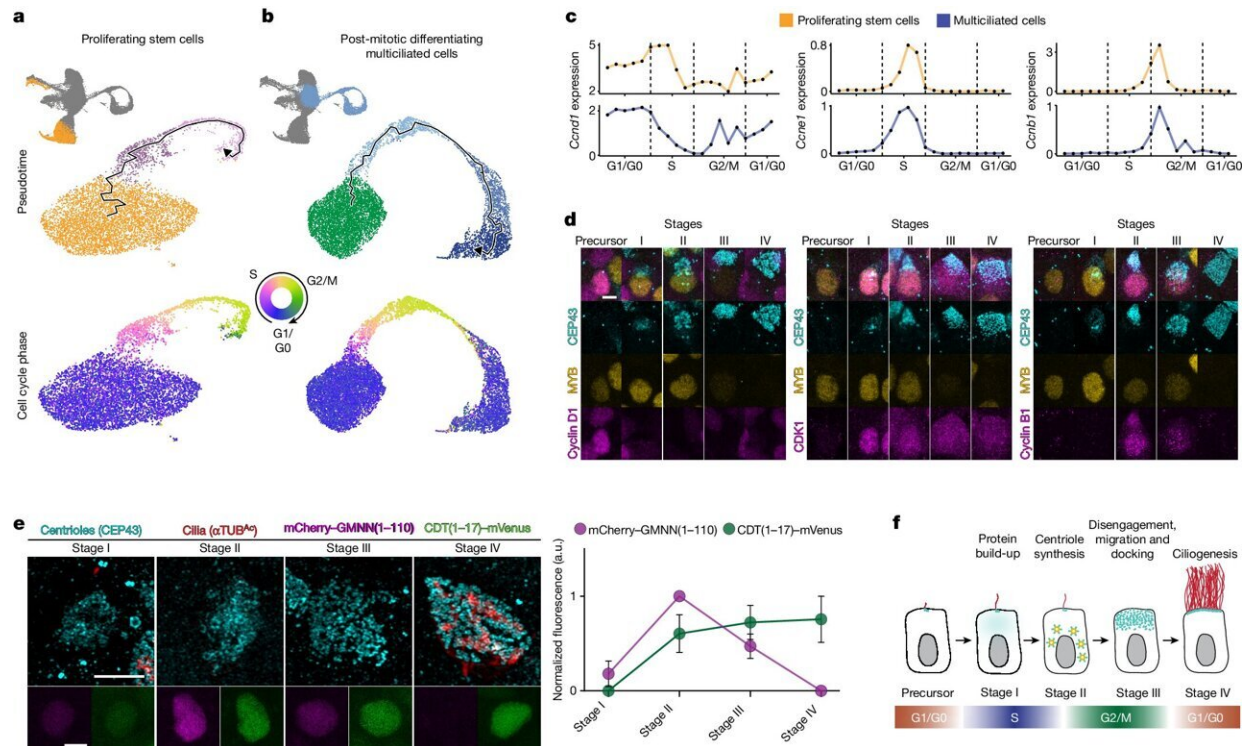 a
Proliferating stem cells
Pseudotime
Cell cycle phase
b
Post-mitotic differentiating
multiciliated cells
S
G2/M
G1/
G0
c
Proliferating stem cells
Multiciliated cells
Ccnd1 expression
5
2
2
0
G1/G0
S
G2/M
G1/G0
Ccne1 expression
0.8
0
1
0
G1/G0
S
G2/M
G1/G0
Ccnb1 expression
3
0
1
0
G1/G0
S
G2/M
G1/G0
d
Stages
Precursor I II III IV
CEP43
MYB
Cyclin D1
Stages
Precursor I II III IV
CEP43
MYB
CDK1
Stages
Precursor I II III IV
CEP43
MYB
Cyclin B1
e
Centrioles (CEP43) Cilia (αTUBAc) mCherry–GMNN(1–110) CDT(1–17)–mVenus
Stage I Stage II Stage III Stage IV
mCherry–GMNN(1–110) CDT(1–17)–mVenus
Normalized fluorescence (a.u.)
1
0
Stage I
Stage II
Stage III
Stage IV
f
Protein
build-up
Centriole
synthesis
Disengagement,
migration and
docking
Ciliogenesis
Precursor Stage I Stage II Stage III Stage IV
G1/G0 S G2/M G1/G0